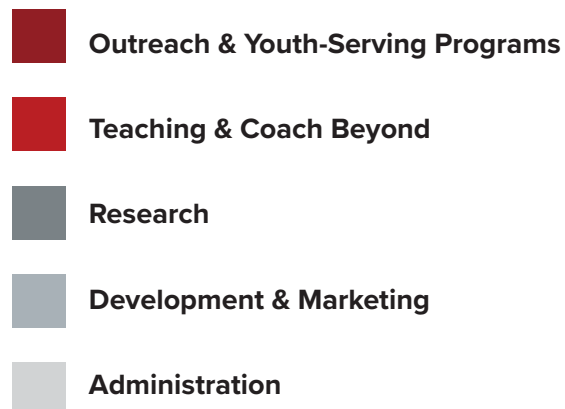 Outreach & Youth-Serving Programs
Teaching & Coach Beyond
Research
Development & Marketing
Administration